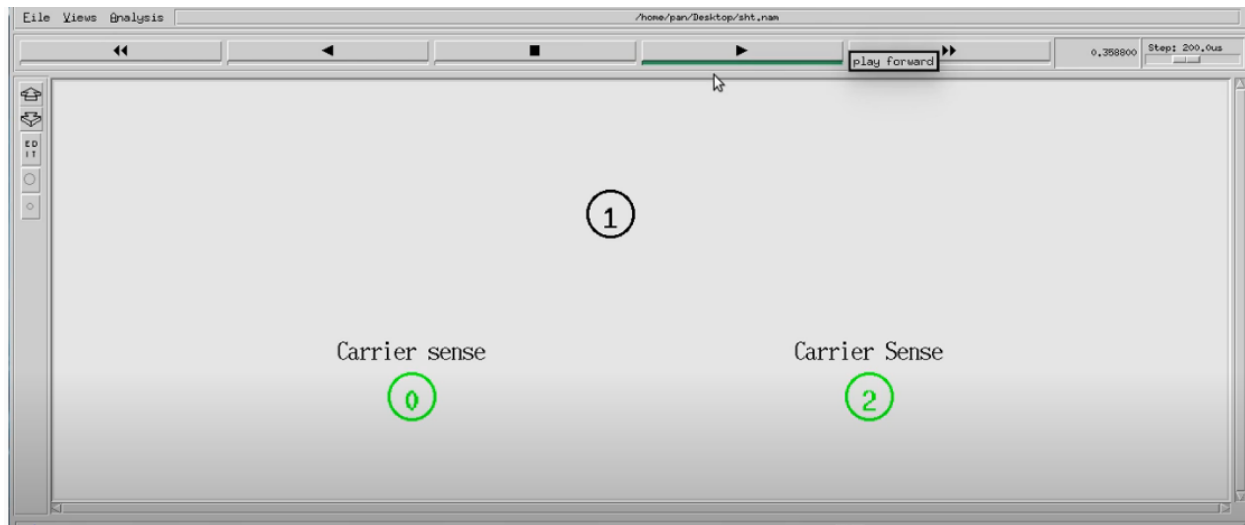 File Views Analysis /home/pan/Desktop/sht.nam
0.358800 Step: 200.0us
play forward
ED
IT
1
Carrier sense Carrier Sense
0 2